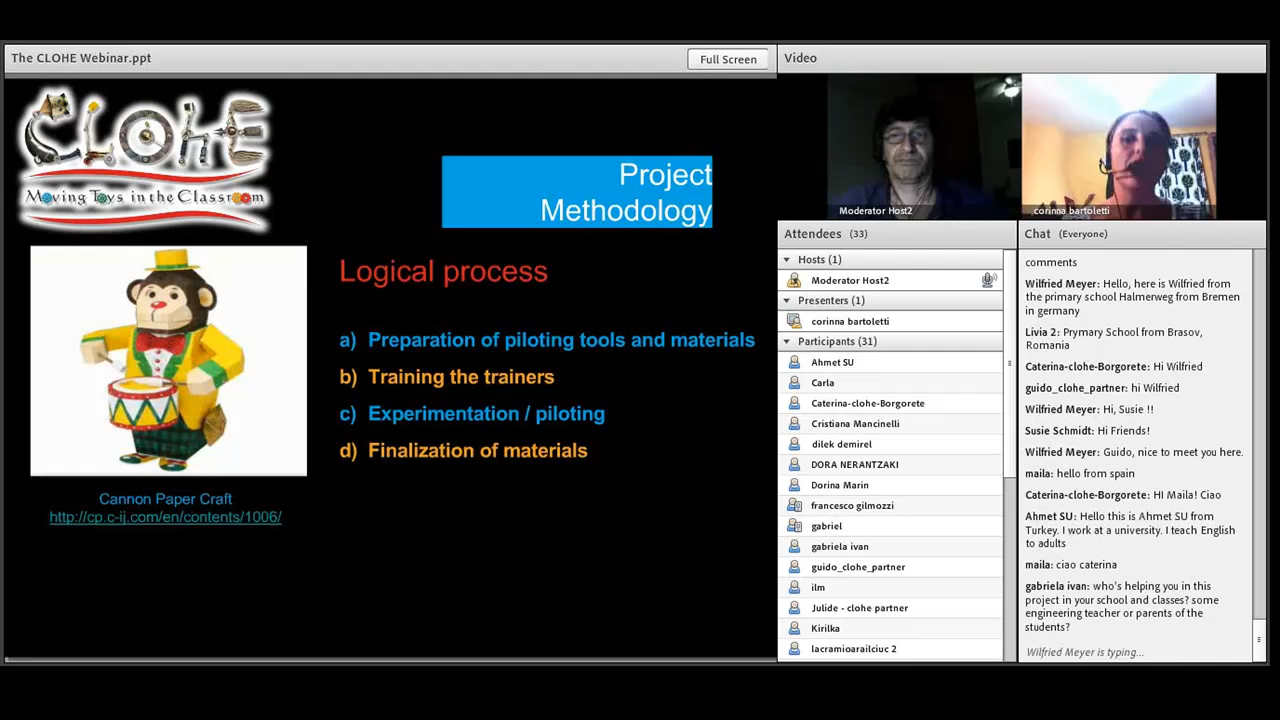 The CLOHE Webinar.ppt
Full Screen
CLOHE
Moving Toys in the Classroom
Project
Methodology
Logical process
a) Preparation of piloting tools and materials
b) Training the trainers
c) Experimentation / piloting
d) Finalization of materials
Cannon Paper Craft
http://cp.c-ij.com/en/contents/1006/
Video
Moderator Host2
corinna bartoletti
Attendees (33)
Hosts (1)
Moderator Host2
Presenters (1)
corinna bartoletti
Participants (31)
Ahmet SU
Carla
Caterina-clohe-Borgorete
Cristiana Mancinelli
dilek demirel
DORA NERANTZAKI
Dorina Marin
francesco gilmozzi
gabriel
gabriela ivan
guido_clohe_partner
ilm
Julide - clohe partner
Kirilka
lacramioarailciuc 2
Chat (Everyone)
comments
Wilfried Meyer: Hello, here is Wilfried from
the primary school Halmerweg from Bremen
in germany
Livia 2: Prymary School from Brasov,
Romania
Caterina-clohe-Borgorete: Hi Wilfried
guido_clohe_partner: hi Wilfried
Wilfried Meyer: Hi, Susie !!
Susie Schmidt: Hi Friends!
Wilfried Meyer: Guido, nice to meet you here.
maila: hello from spain
Caterina-clohe-Borgorete: HI Maila! Ciao
Ahmet SU: Hello this is Ahmet SU from
Turkey. I work at a university. I teach English
to adults
maila: ciao caterina
gabriela ivan: who's helping you in this
project in your school and classes? some
engineering teacher or parents of the
students?
Wilfried Meyer is typing...